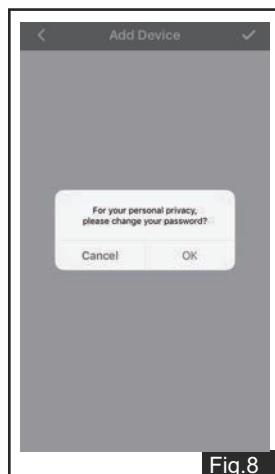 Add Device
For your personal privacy,
please change your password?
Cancel OK
Fig.8